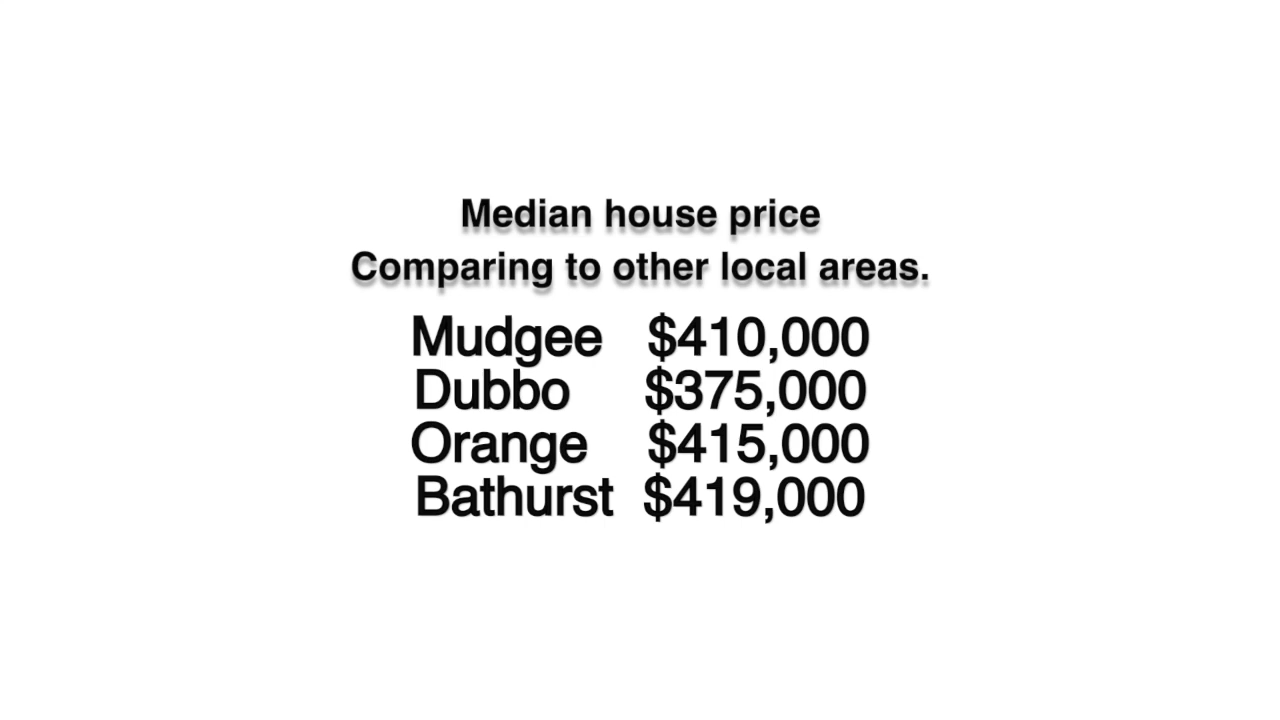 Median house price
Comparing to other local areas.
Mudgee $410,000
Dubbo $375,000
Orange $415,000
Bathurst $419,000